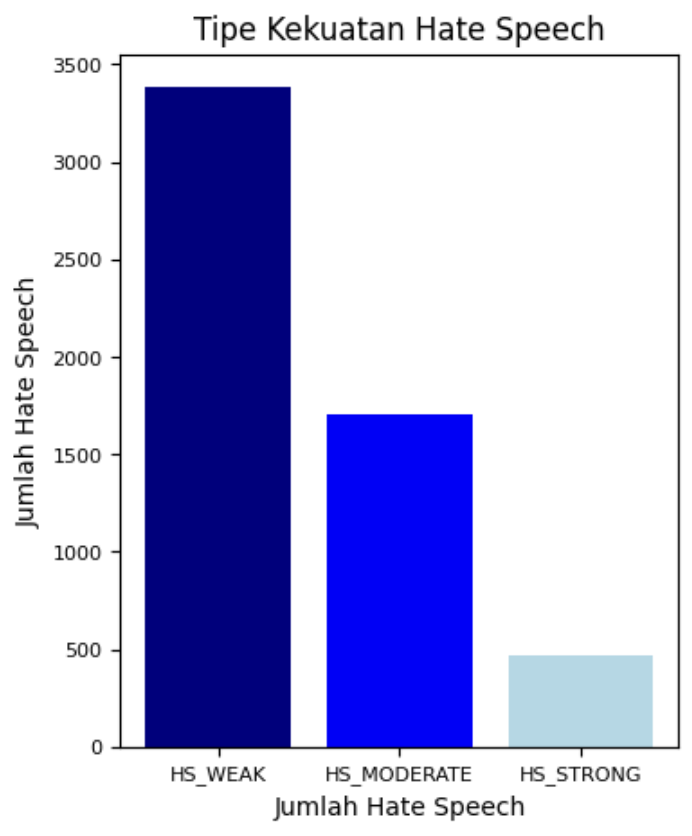 Tipe Kekuatan Hate Speech
3500
3000
2500
2000
1500
1000
500
0
Jumlah Hate Speech
HS_WEAK HS_MODERATE HS_STRONG
Jumlah Hate Speech